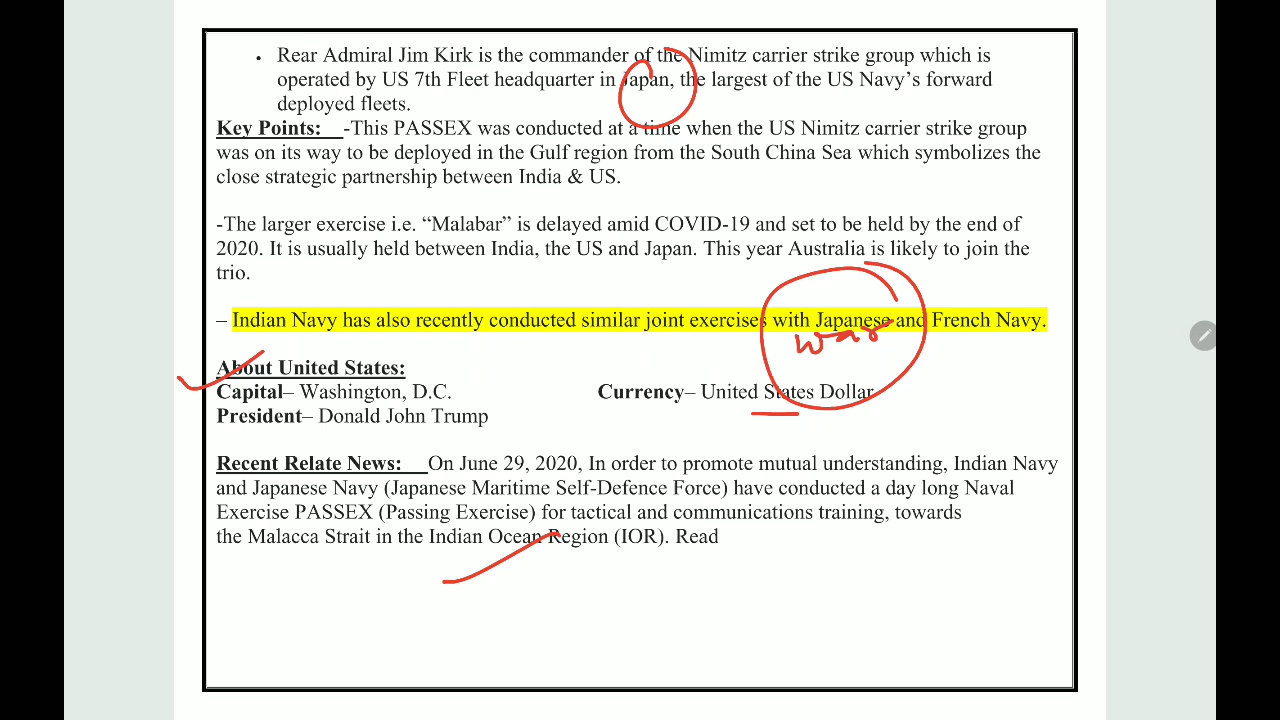 • Rear Admiral Jim Kirk is the commander of the Nimitz carrier strike group which is
operated by US 7th Fleet headquarter in Japan, the largest of the US Navy's forward
deployed fleets.
Key Points: -This PASSEX was conducted at a time when the US Nimitz carrier strike group
was on its way to be deployed in the Gulf region from the South China Sea which symbolizes the
close strategic partnership between India & US.
-The larger exercise i.e. “Malabar” is delayed amid COVID-19 and set to be held by the end of
2020. It is usually held between India, the US and Japan. This year Australia is likely to join the
trio.
– Indian Navy has also recently conducted similar joint exercises with Japanese and French Navy.
war
About United States:
Capital– Washington, D.C. Currency– United States Dollar
President– Donald John Trump
Recent Relate News: On June 29, 2020, In order to promote mutual understanding, Indian Navy
and Japanese Navy (Japanese Maritime Self-Defence Force) have conducted a day long Naval
Exercise PASSEX (Passing Exercise) for tactical and communications training, towards
the Malacca Strait in the Indian Ocean Region (IOR). Read